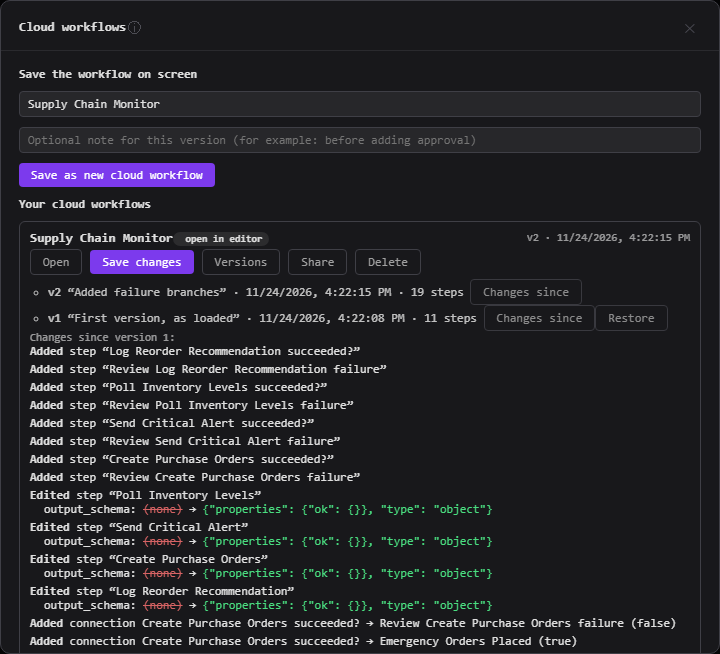 Cloud workflows
Save the workflow on screen
Supply Chain Monitor
Optional note for this version (for example: before adding approval)
Save as new cloud workflow
Your cloud workflows
Supply Chain Monitor open in editor v2 · 11/24/2026, 4:22:15 PM
Open Save changes Versions Share Delete
v2 “Added failure branches” · 11/24/2026, 4:22:15 PM · 19 steps Changes since
v1 “First version, as loaded” · 11/24/2026, 4:22:08 PM · 11 steps Changes since Restore
Changes since version 1:
Added step “Log Reorder Recommendation succeeded?”
Added step “Review Log Reorder Recommendation failure”
Added step “Poll Inventory Levels succeeded?”
Added step “Review Poll Inventory Levels failure”
Added step “Send Critical Alert succeeded?”
Added step “Review Send Critical Alert failure”
Added step “Create Purchase Orders succeeded?”
Added step “Review Create Purchase Orders failure”
Edited step “Poll Inventory Levels”
output_schema: (none) → {"properties": {"ok": {}}, "type": "object"}
Edited step “Send Critical Alert”
output_schema: (none) → {"properties": {"ok": {}}, "type": "object"}
Edited step “Create Purchase Orders”
output_schema: (none) → {"properties": {"ok": {}}, "type": "object"}
Edited step “Log Reorder Recommendation”
output_schema: (none) → {"properties": {"ok": {}}, "type": "object"}
Added connection Create Purchase Orders succeeded? → Review Create Purchase Orders failure (false)
Added connection Create Purchase Orders succeeded? → Emergency Orders Placed (true)